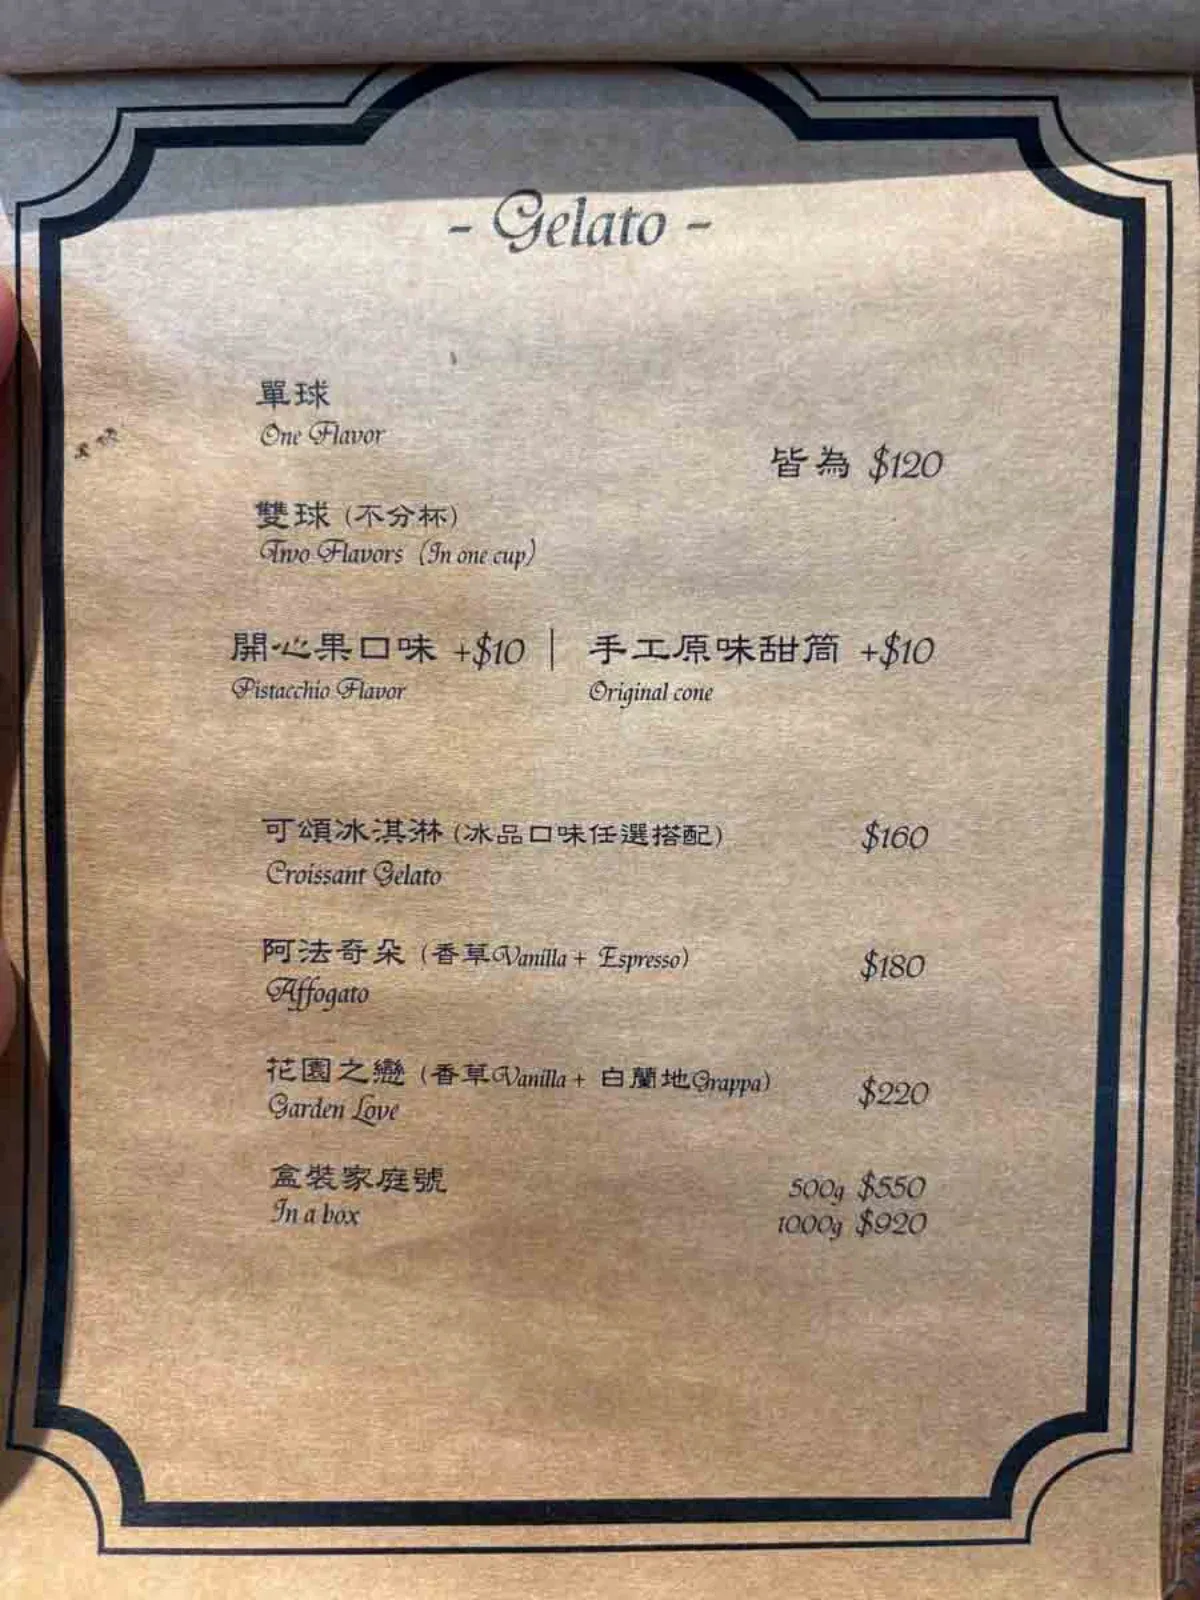 - Gelato -
單球
One Flavor
皆為 $120
雙球 (不分杯)
Two Flavors (In one cup)
開心果口味 +$10 | 手工原味甜筒 +$10
Pistacchio Flavor Original cone
可頌冰淇淋 (冰品口味任選搭配) $160
Croissant Gelato
阿法奇朵 (香草Vanilla + Espresso) $180
Affogato
花園之戀 (香草Vanilla + 白蘭地Grappa) $220
Garden Love
盒裝家庭號 500g $550
In a box 1000g $920